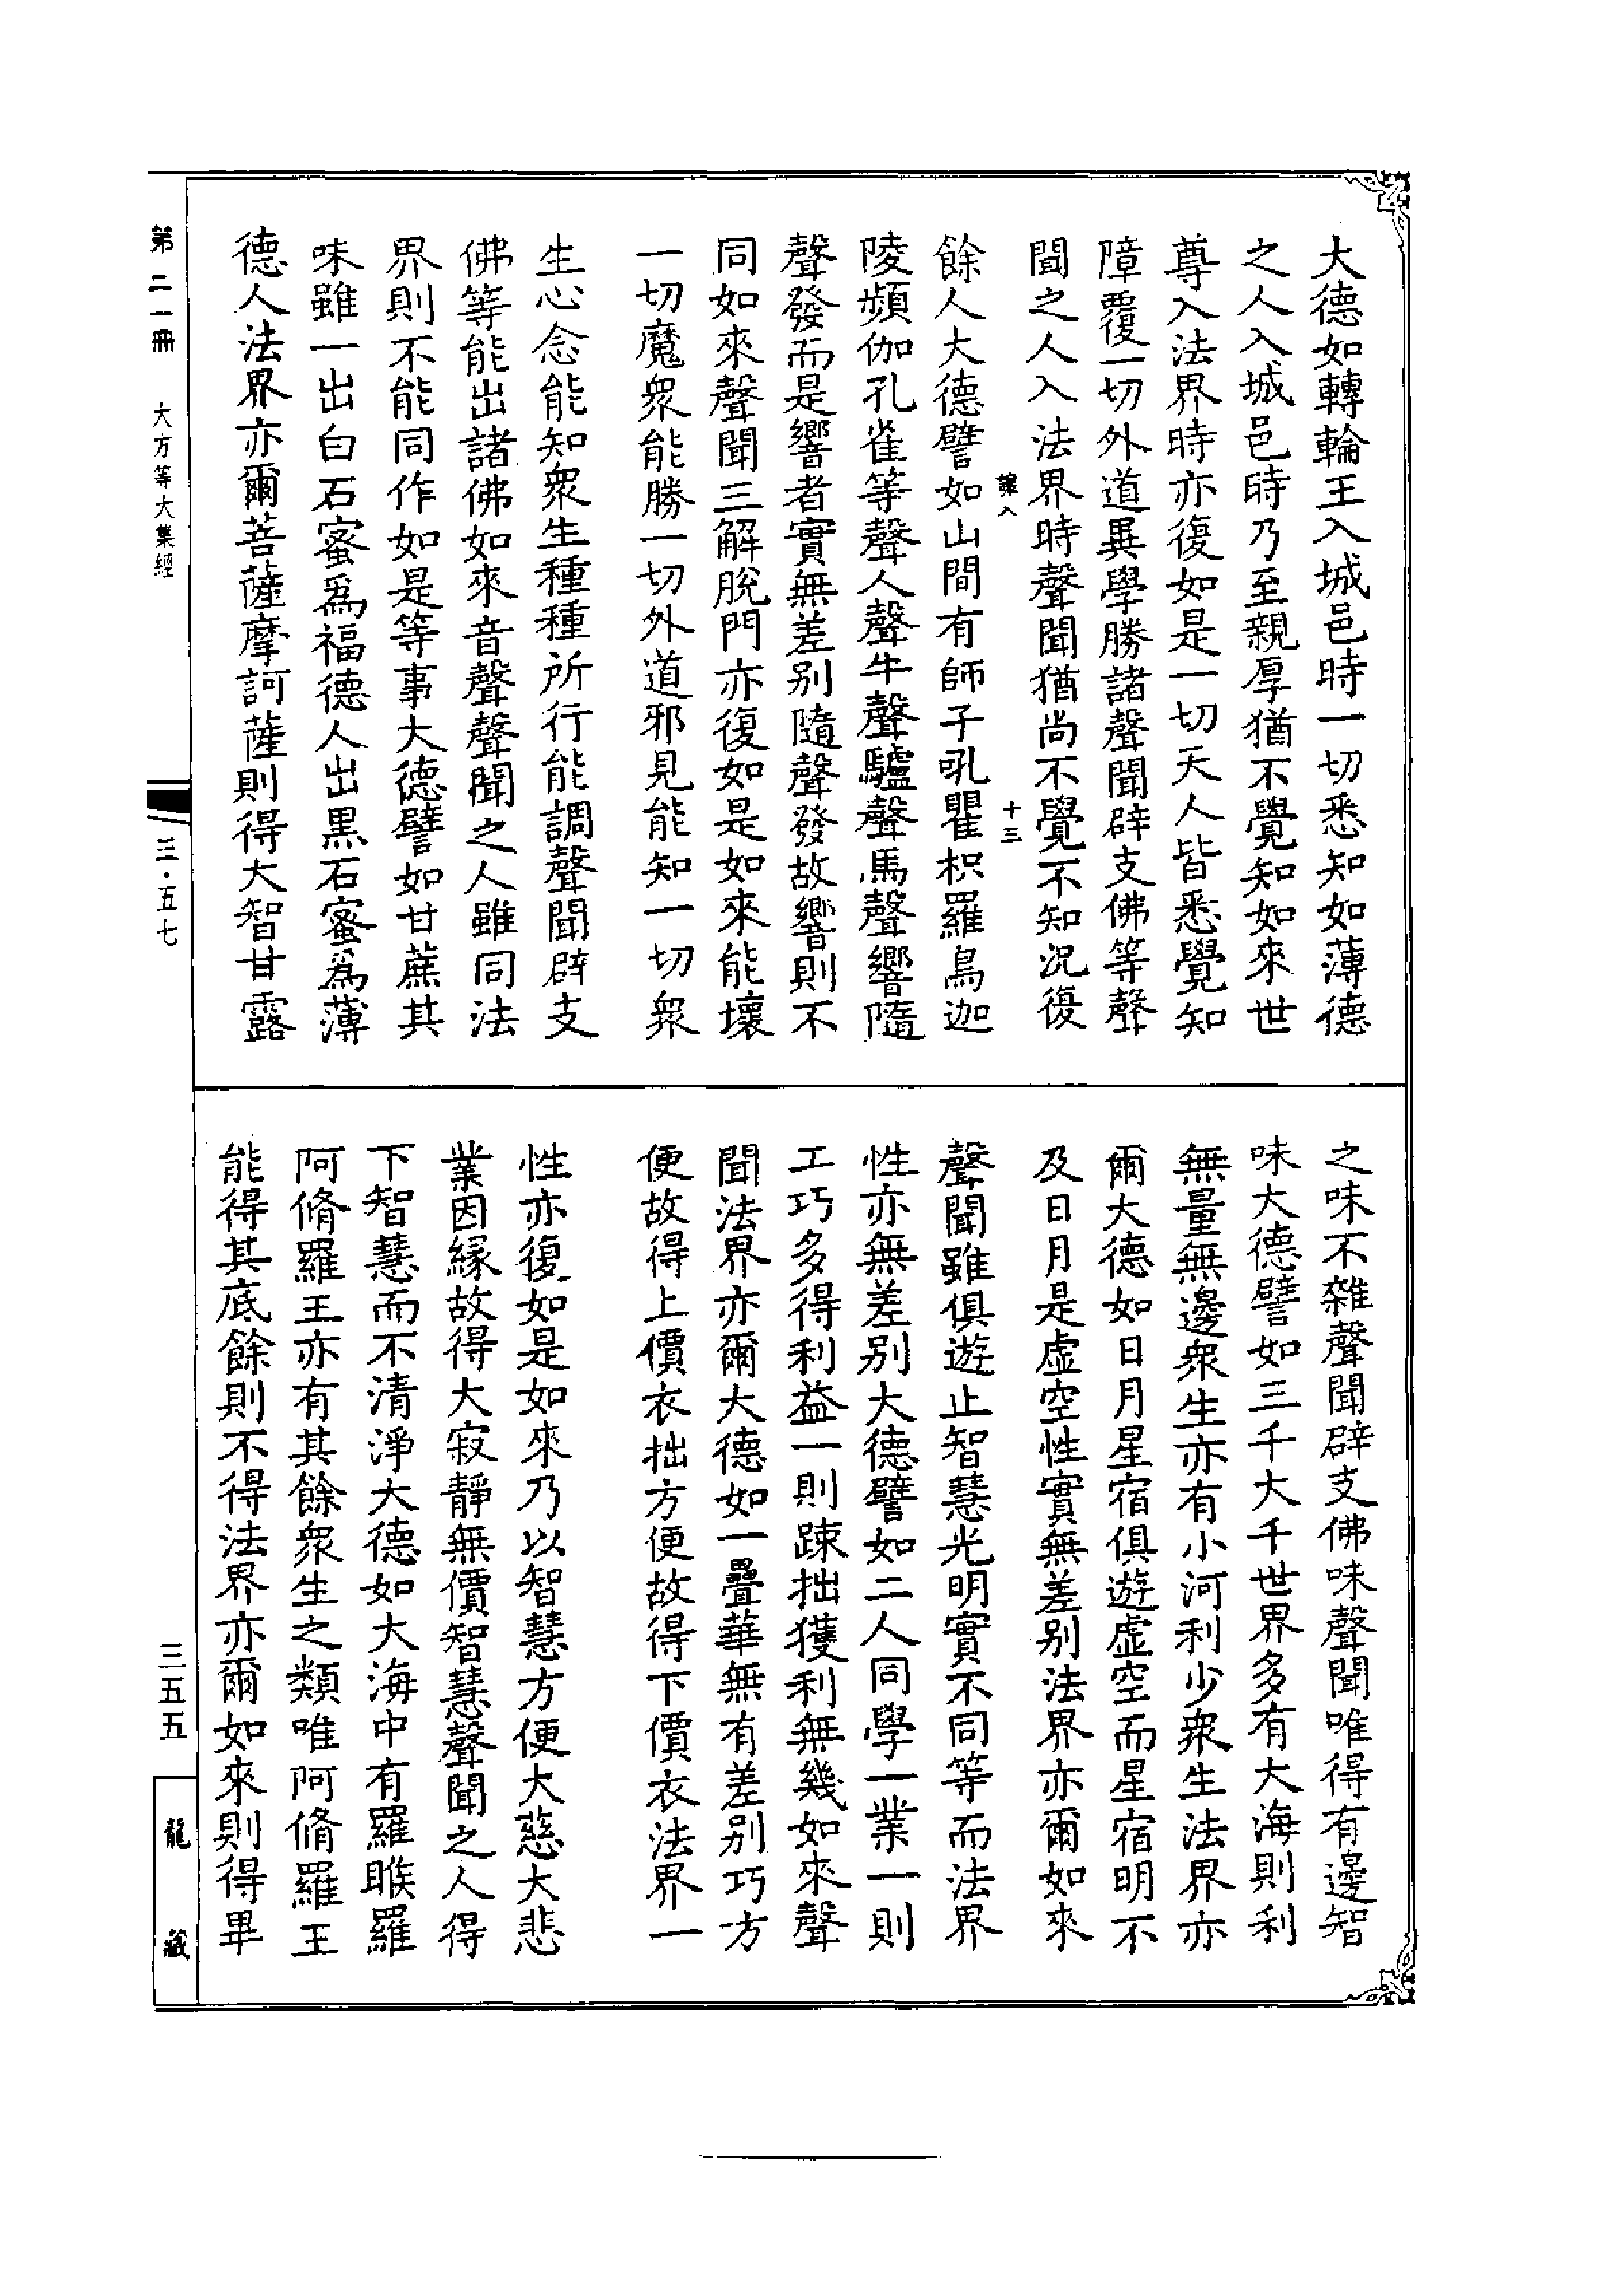 大德如轉輪王入城邑時一切悉知如薄德
之人入城邑時乃至親厚猶不覺知如來世
尊入法界時亦復如是一切天人皆悉覺知
障覆一切外道異學勝諸聲聞辟支佛等聲
聞之人入法界時聲聞猶尚不覺不知況復
讓八 十三
餘人大德譬如山間有師子吼瞿枳羅鳥迦
陵頻伽孔雀等聲人聲牛聲驢聲馬聲響隨
聲發而是響者實無差別隨聲發故響則不
同如來聲聞三解脫門亦復如是如來能壞
一切魔衆能勝一切外道邪見能知一切衆
生心念能知衆生種種所行能調聲聞辟支
佛等能出諸佛如來音聲聲聞之人雖同法
界則不能同作如是等事大德譬如甘蔗其
味雖一出白石蜜爲福德人出黑石蜜爲薄
德人法界亦爾菩薩摩訶薩則得大智甘露
之味不雜聲聞辟支佛味聲聞唯得有邊智
味大德譬如三千大千世界多有大海則利
無量無邊衆生亦有小河利少衆生法界亦
爾大德如日月星宿俱遊虛空而星宿明不
及日月是虛空性實無差別法界亦爾如來
聲聞雖俱遊止智慧光明實不同等而法界
性亦無差別大德譬如二人同學一業一則
工巧多得利益一則踈拙獲利無幾如來聲
聞法界亦爾大德如一疊華無有差別巧方
便故得上價衣拙方便故得下價衣法界一
性亦復如是如來乃以智慧方便大慈大悲
業因緣故得大寂靜無價智慧聲聞之人得
下智慧而不清淨大德如大海中有羅睺羅
阿脩羅王亦有其餘衆生之類唯阿脩羅王
能得其底餘則不得法界亦爾如來則得畢
第二一冊 大方等大集經 三·五七 三五五 龍藏